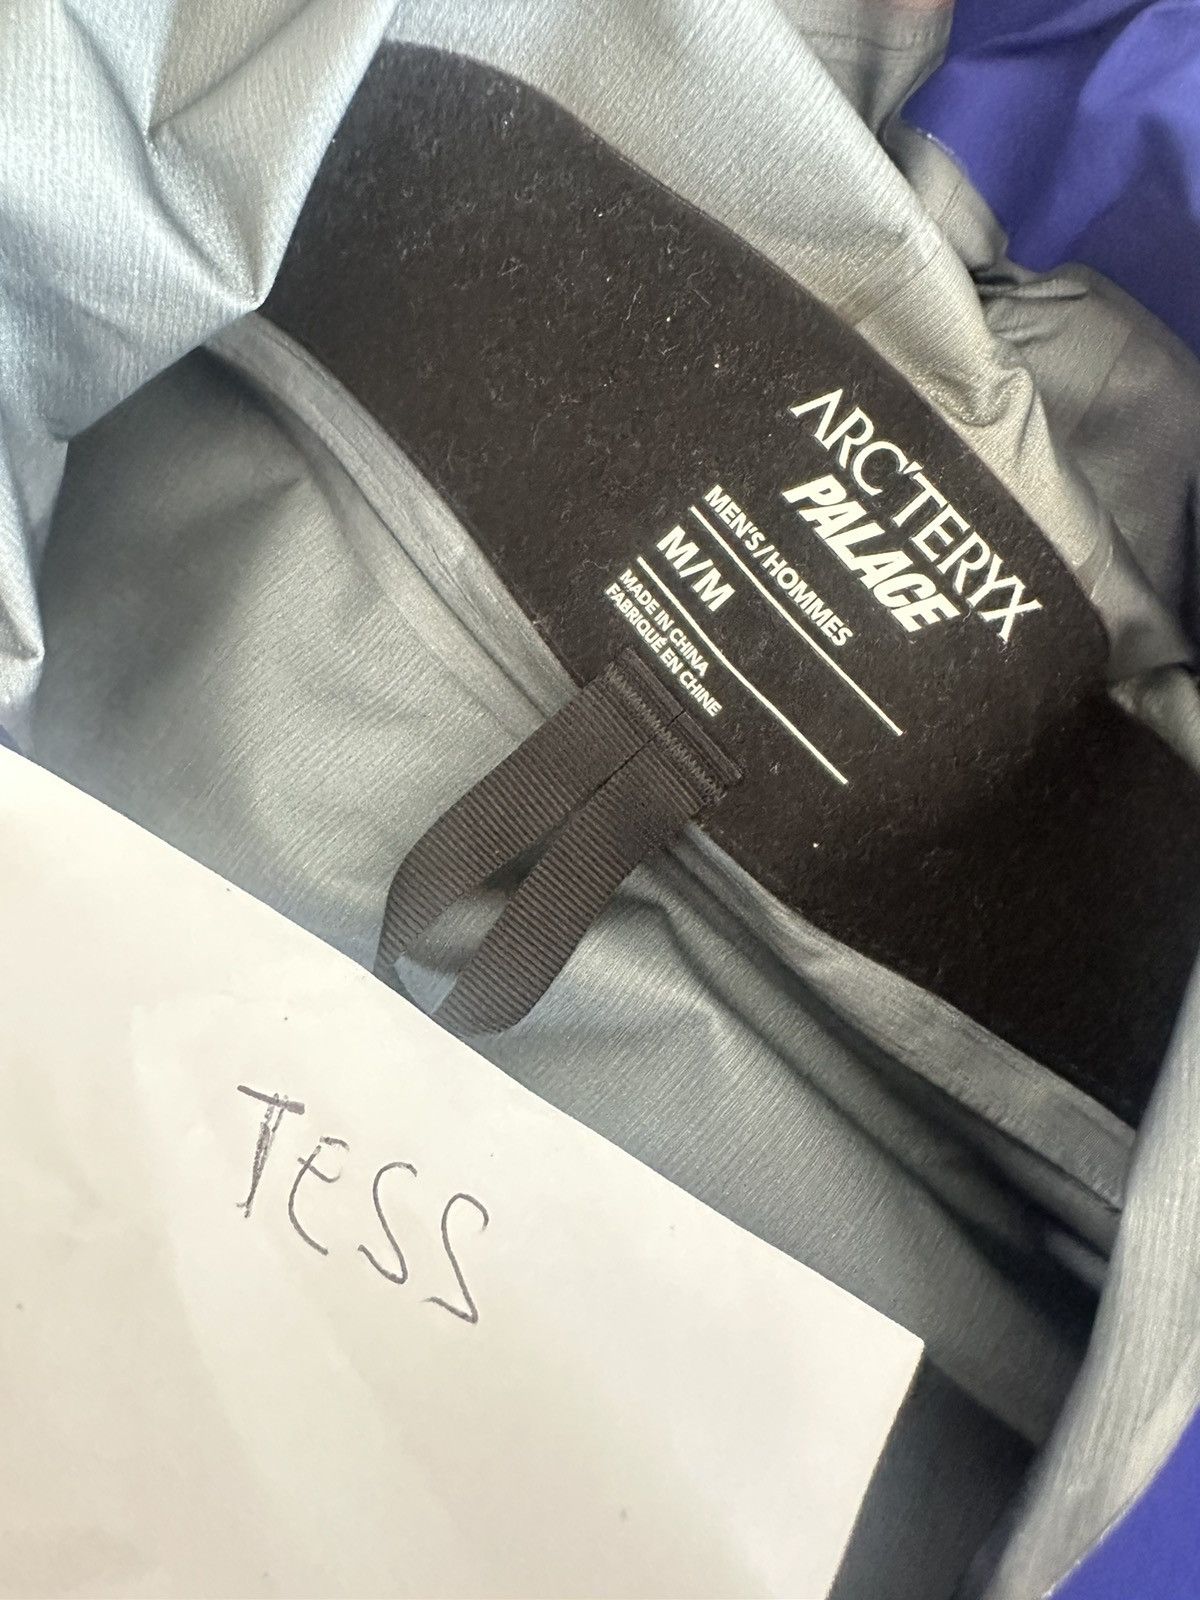 ARC'TERYX
PALACE
MEN'S/HOMMES
M/M
MADE IN CHINA
FABRIQUÉ EN CHINE
TESS